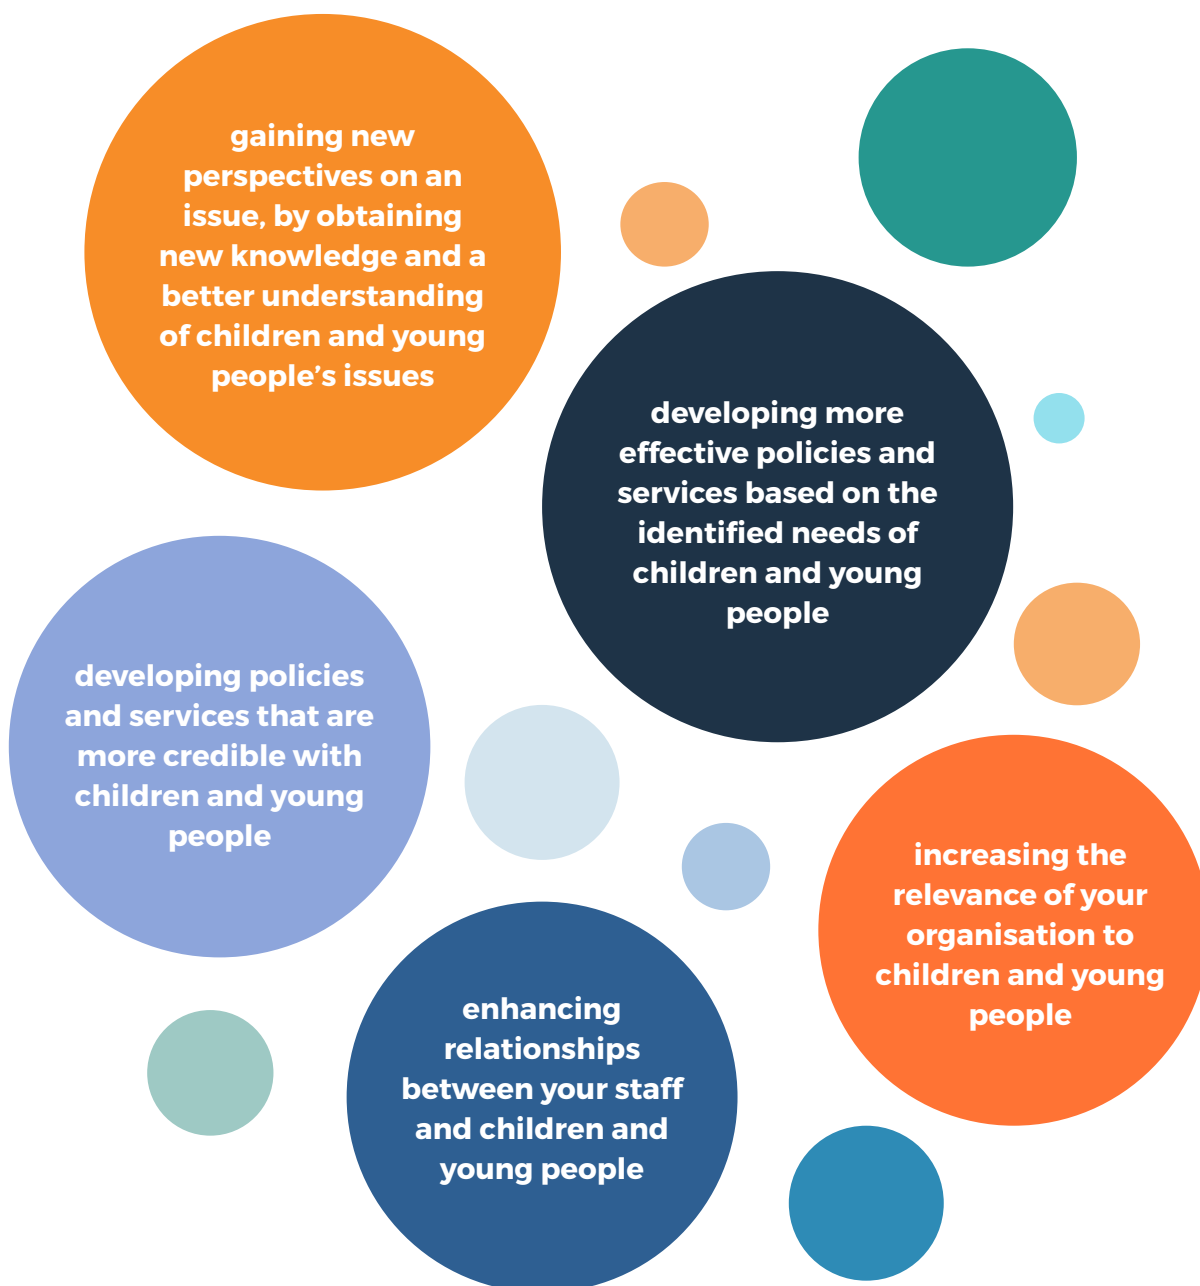 gaining new
perspectives on an
issue, by obtaining
new knowledge and a
better understanding
of children and young
people’s issues
developing more
effective policies and
services based on the
identified needs of
children and young
people
developing policies
and services that are
more credible with
children and young
people
increasing the
relevance of your
organisation to
children and young
people
enhancing
relationships
between your staff
and children and
young people